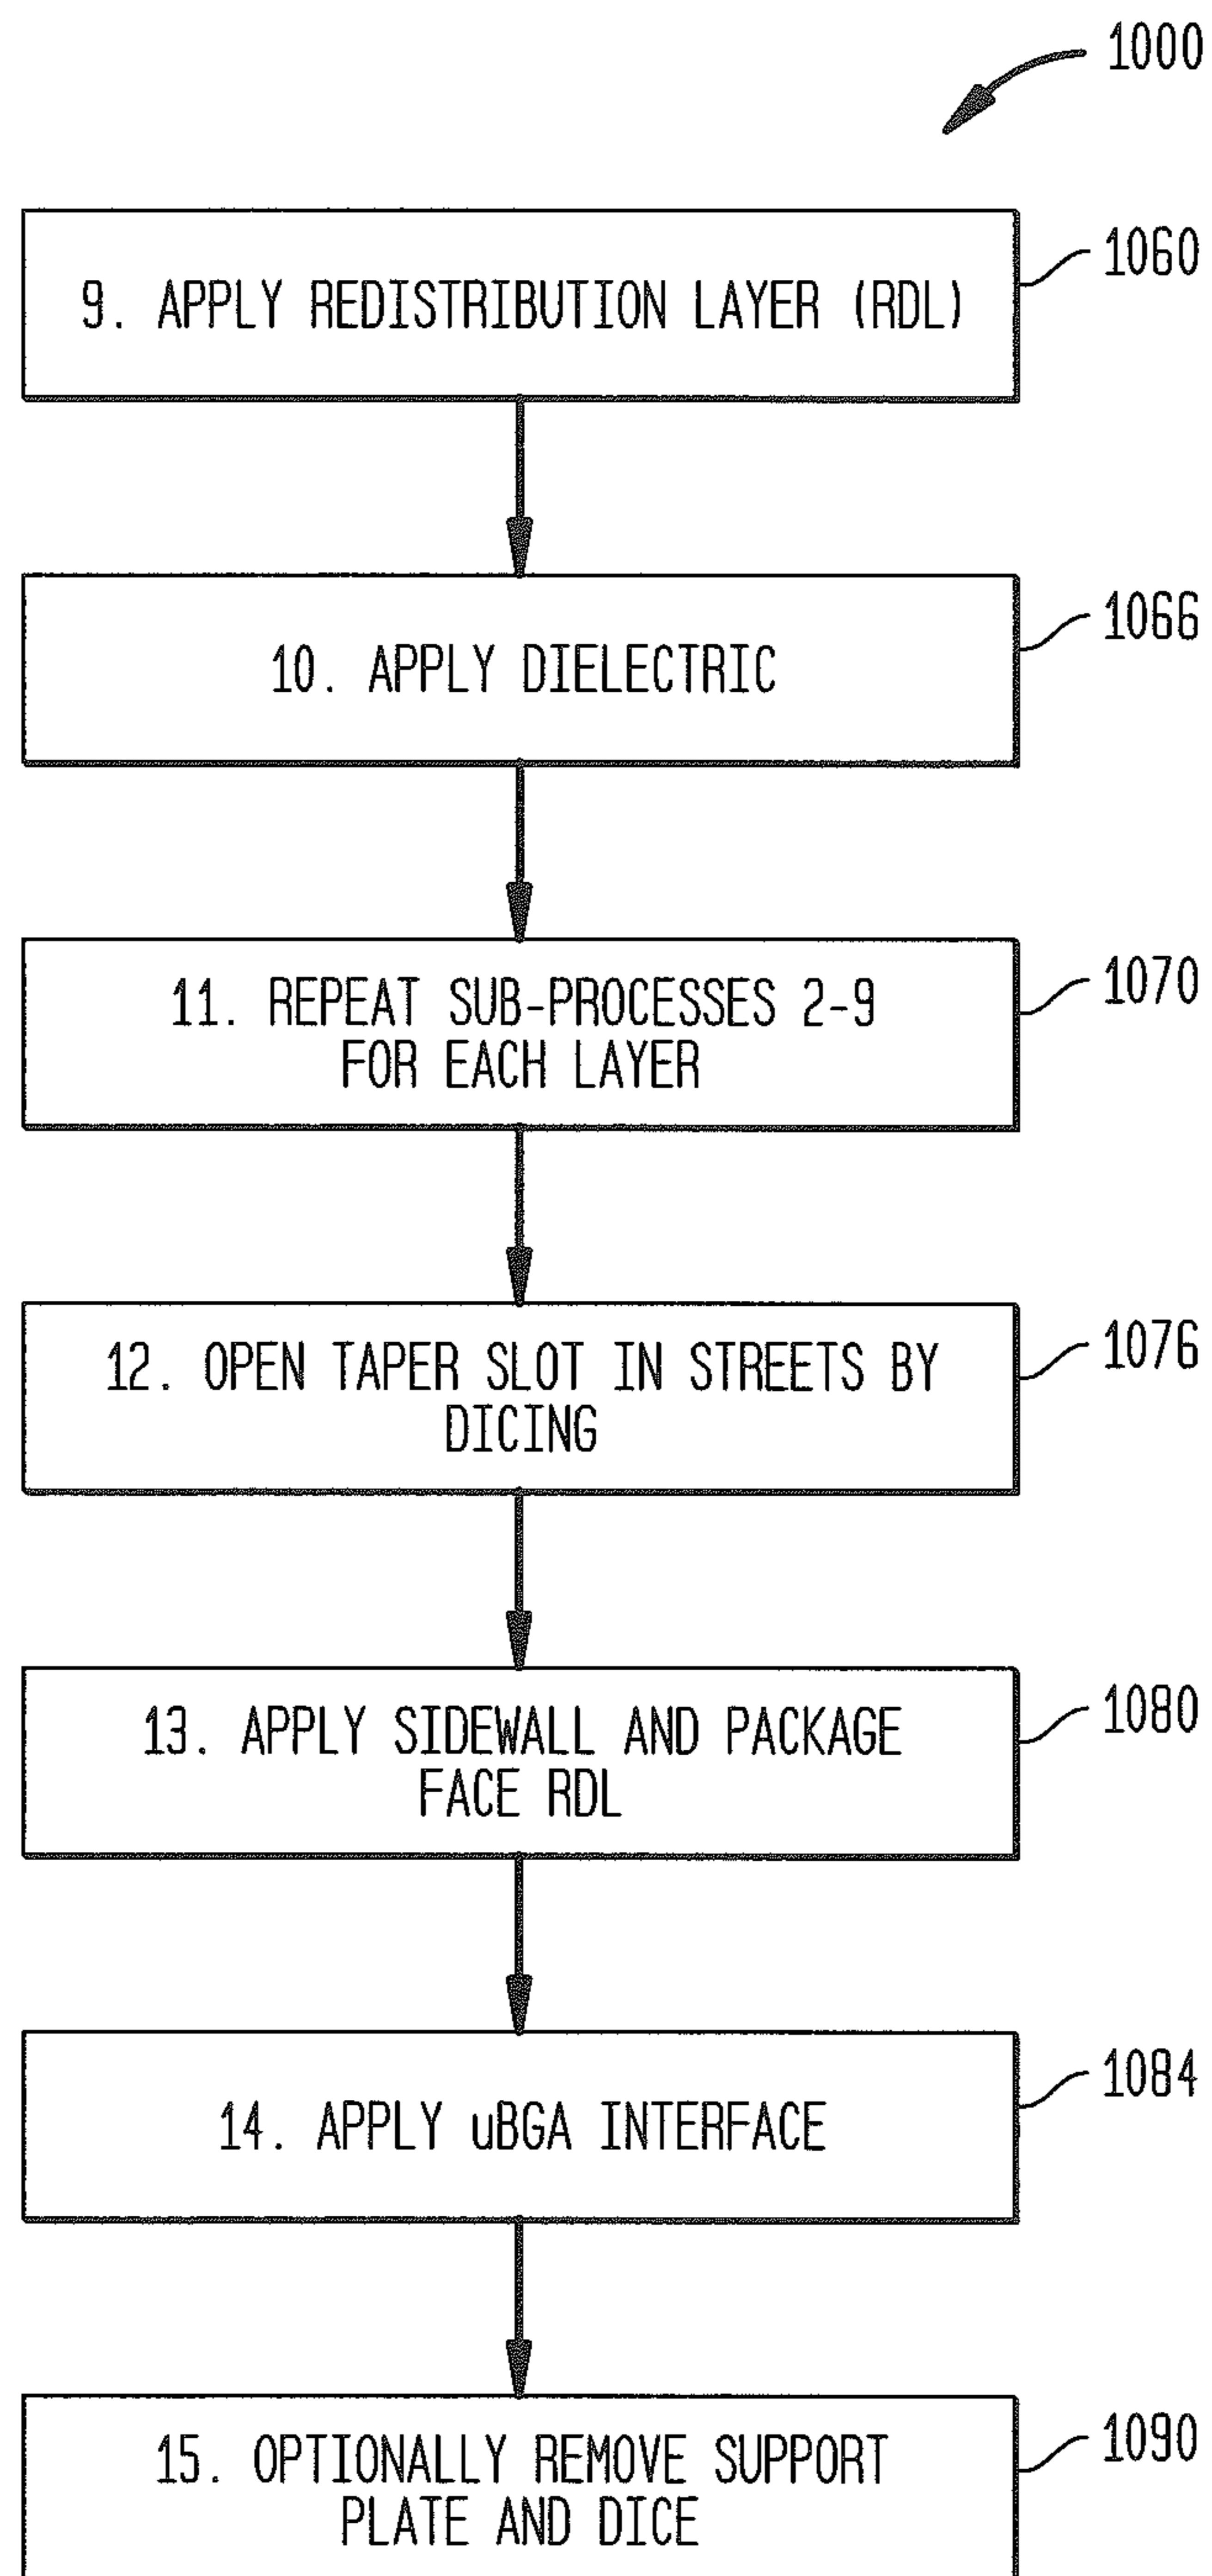 1000
9. APPLY REDISTRIBUTION LAYER (RDL)
1060
10. APPLY DIELECTRIC
1066
11. REPEAT SUB-PROCESSES 2-9
FOR EACH LAYER
1070
12. OPEN TAPER SLOT IN STREETS BY
DICING
1076
13. APPLY SIDEWALL AND PACKAGE
FACE RDL
1080
14. APPLY uBGA INTERFACE
1084
15. OPTIONALLY REMOVE SUPPORT
PLATE AND DICE
1090